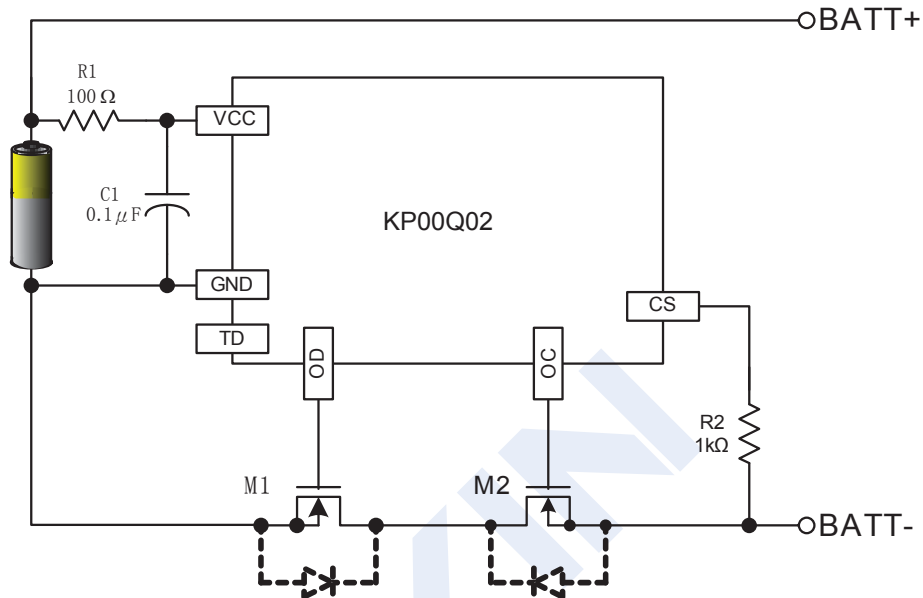 BATT+
R1
100Ω
VCC
C1
0.1μF
KP00Q02
GND
CS
TD
OD
OC
R2
1kΩ
M1
M2
BATT-